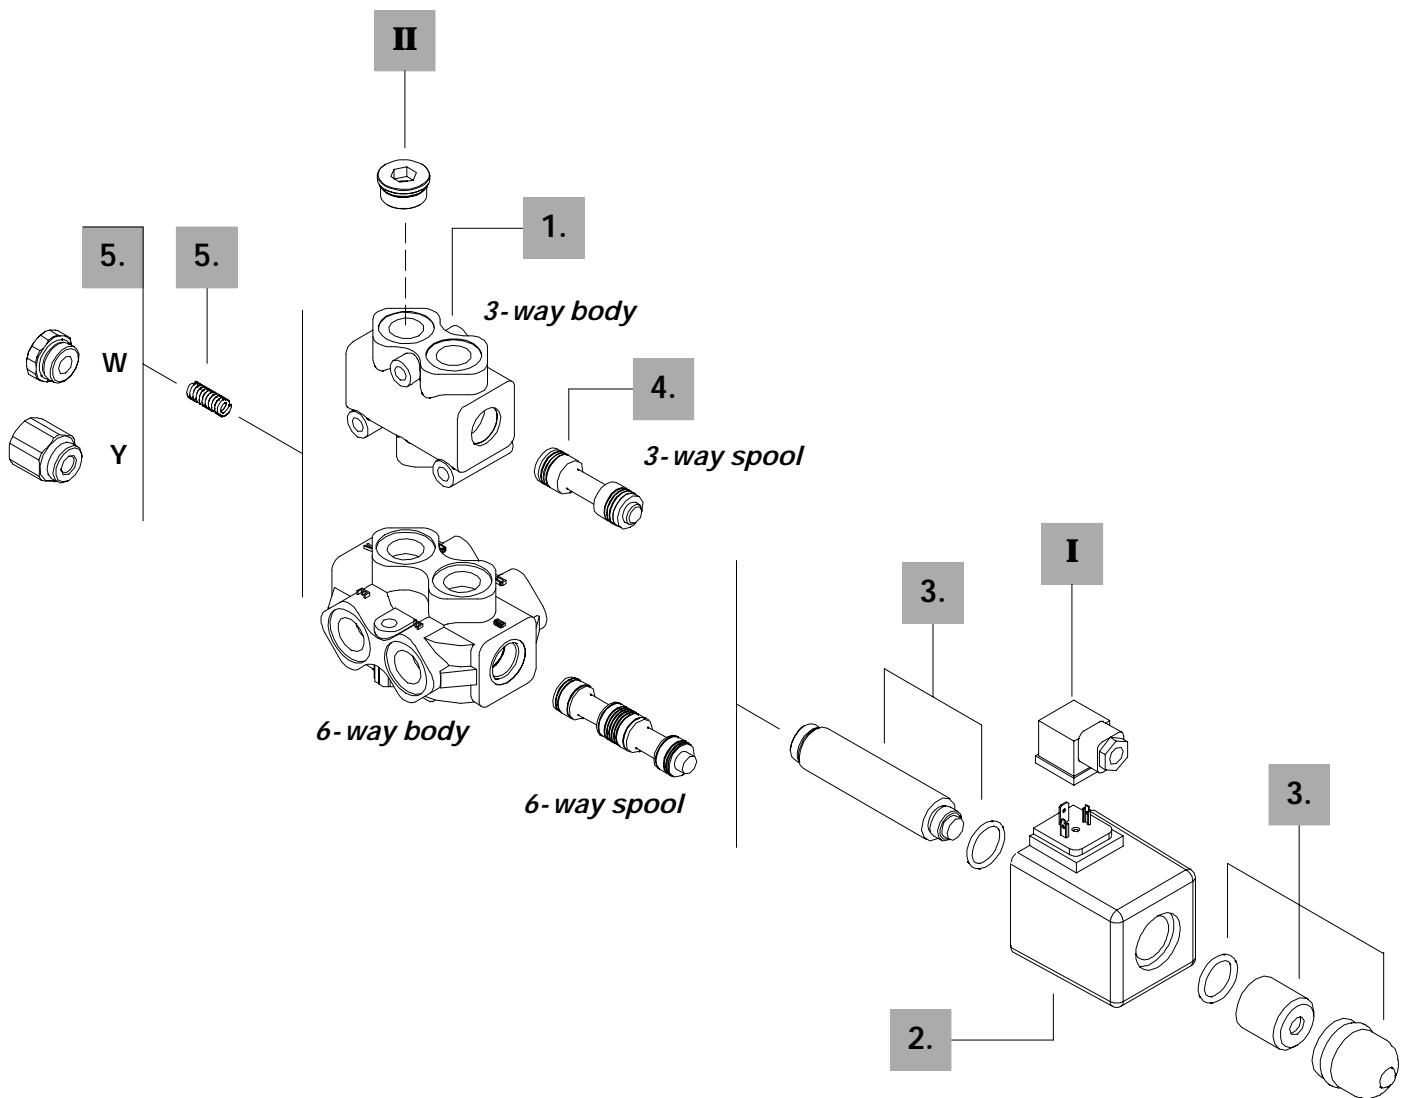 II
1.
5.
5.
3-way body
W
4.
Y
3-way spool
I
3.
6-way body
3.
6-way spool
2.